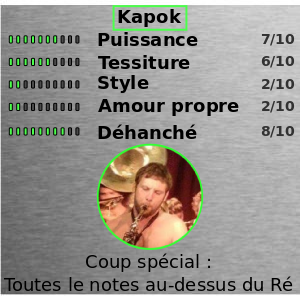 Kapok
Puissance 7/10
Tessiture 6/10
Style 2/10
Amour propre 2/10
Déhanché 8/10
Coup spécial :
Toutes le notes au-dessus du Ré